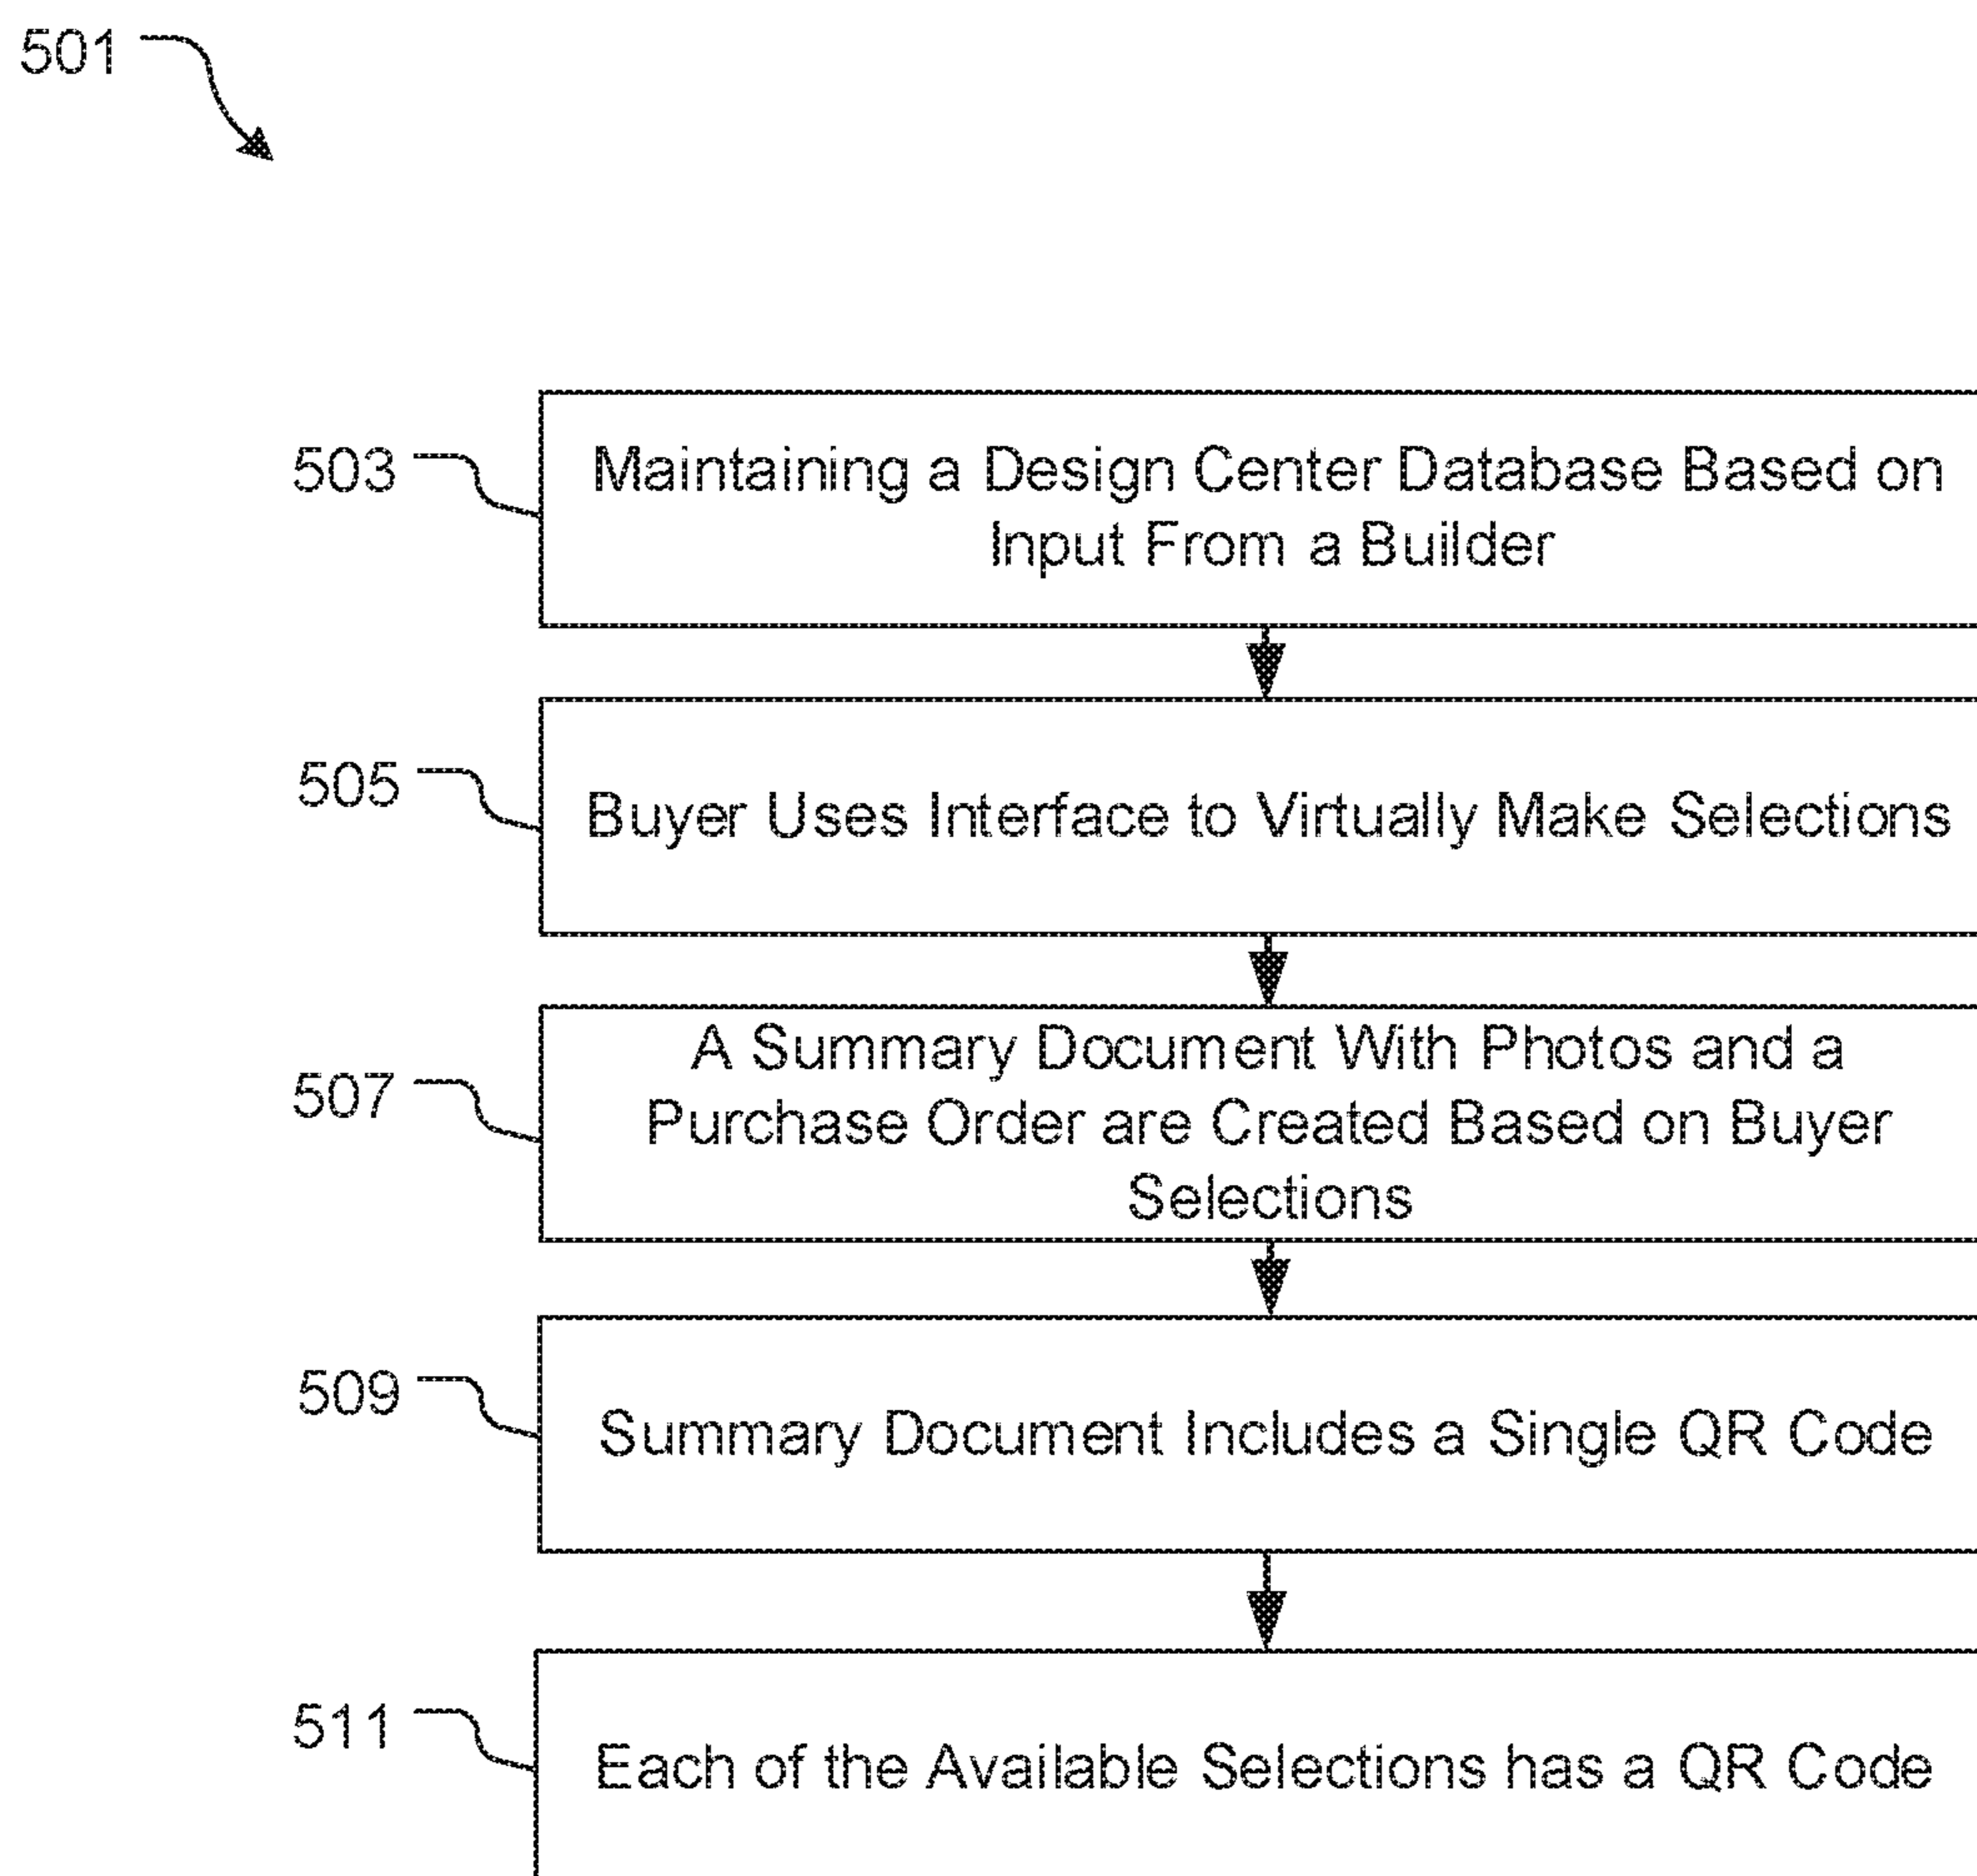 501
503
Maintaining a Design Center Database Based on
Input From a Builder
505
Buyer Uses Interface to Virtually Make Selections
A Summary Document With Photos and a
507
Purchase Order are Created Based on Buyer
Selections
509
Summary Document Includes a Single QR Code
511
Each of the Available Selections has a QR Code